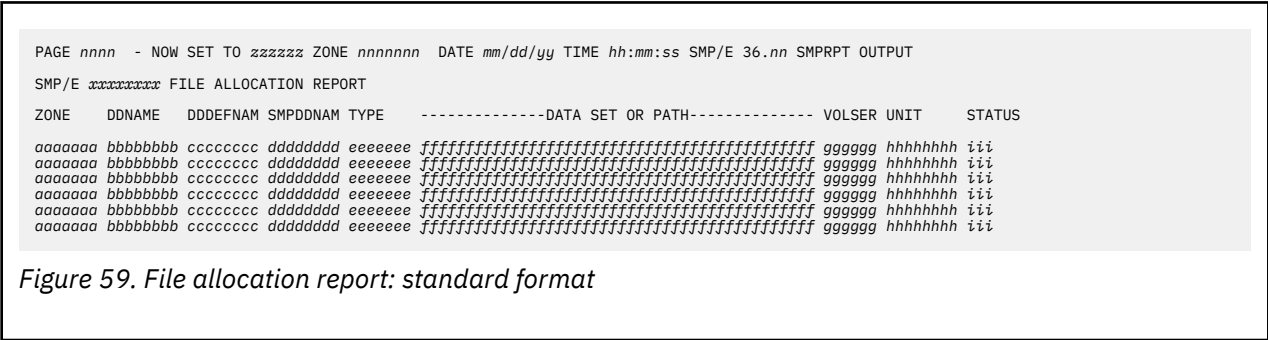 PAGE nnnn  - NOW SET TO zzzzzz ZONE nnnnnnn  DATE mm/dd/yy TIME hh:mm:ss SMP/E 36.nn SMPRPT OUTPUT
SMP/E xxxxxxxx FILE ALLOCATION REPORT
ZONE    DDNAME   DDDEFNAM SMPDDNAM TYPE    --------------DATA SET OR PATH-------------- VOLSER UNIT     STATUS
aaaaaaa bbbbbbbb cccccccc dddddddd eeeeeee ffffffffffffffffffffffffffffffffffffffffffff gggggg hhhhhhhh iii
aaaaaaa bbbbbbbb cccccccc dddddddd eeeeeee ffffffffffffffffffffffffffffffffffffffffffff gggggg hhhhhhhh iii
aaaaaaa bbbbbbbb cccccccc dddddddd eeeeeee ffffffffffffffffffffffffffffffffffffffffffff gggggg hhhhhhhh iii
aaaaaaa bbbbbbbb cccccccc dddddddd eeeeeee ffffffffffffffffffffffffffffffffffffffffffff gggggg hhhhhhhh iii
aaaaaaa bbbbbbbb cccccccc dddddddd eeeeeee ffffffffffffffffffffffffffffffffffffffffffff gggggg hhhhhhhh iii
aaaaaaa bbbbbbbb cccccccc dddddddd eeeeeee ffffffffffffffffffffffffffffffffffffffffffff gggggg hhhhhhhh iii
Figure 59. File allocation report: standard format